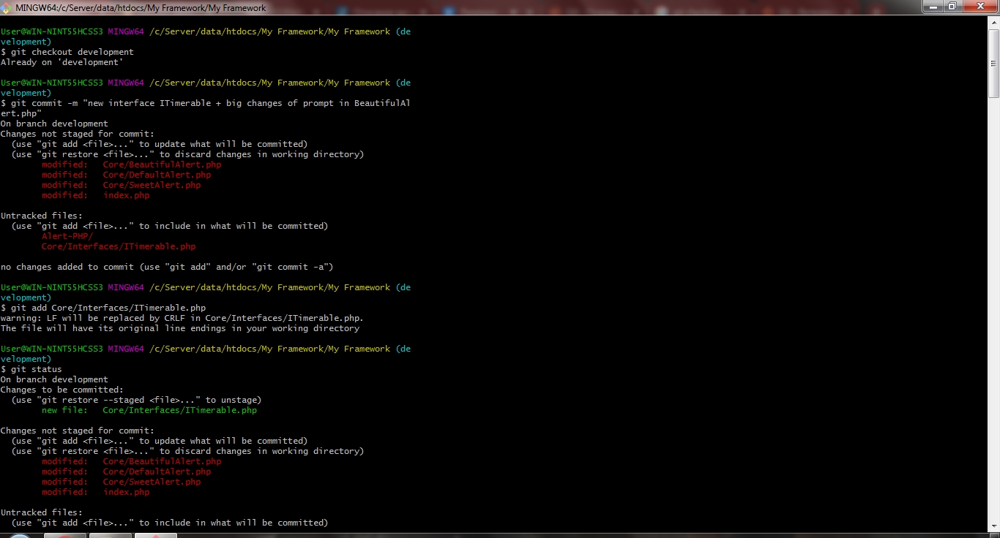 MINGW64:/c/Server/data/htdocs/My Framework/My Framework
User@WIN-NINT55HCSS3 MINGW64 /c/Server/data/htdocs/My Framework/My Framework (de
velopment)
$ git checkout development
Already on 'development'
User@WIN-NINT55HCSS3 MINGW64 /c/Server/data/htdocs/My Framework/My Framework (de
velopment)
$ git commit -m "new interface ITimerable + big changes of prompt in BeautifulAl
ert.php"
On branch development
Changes not staged for commit:
  (use "git add <file>..." to update what will be committed)
  (use "git restore <file>..." to discard changes in working directory)
        modified:   Core/BeautifulAlert.php
        modified:   Core/DefaultAlert.php
        modified:   Core/SweetAlert.php
        modified:   index.php
Untracked files:
  (use "git add <file>..." to include in what will be committed)
        Alert-PHP/
        Core/Interfaces/ITimerable.php
no changes added to commit (use "git add" and/or "git commit -a")
User@WIN-NINT55HCSS3 MINGW64 /c/Server/data/htdocs/My Framework/My Framework (de
velopment)
$ git add Core/Interfaces/ITimerable.php
warning: LF will be replaced by CRLF in Core/Interfaces/ITimerable.php.
The file will have its original line endings in your working directory
User@WIN-NINT55HCSS3 MINGW64 /c/Server/data/htdocs/My Framework/My Framework (de
velopment)
$ git status
On branch development
Changes to be committed:
  (use "git restore --staged <file>..." to unstage)
        new file:   Core/Interfaces/ITimerable.php
Changes not staged for commit:
  (use "git add <file>..." to update what will be committed)
  (use "git restore <file>..." to discard changes in working directory)
        modified:   Core/BeautifulAlert.php
        modified:   Core/DefaultAlert.php
        modified:   Core/SweetAlert.php
        modified:   index.php
Untracked files:
  (use "git add <file>..." to include in what will be committed)